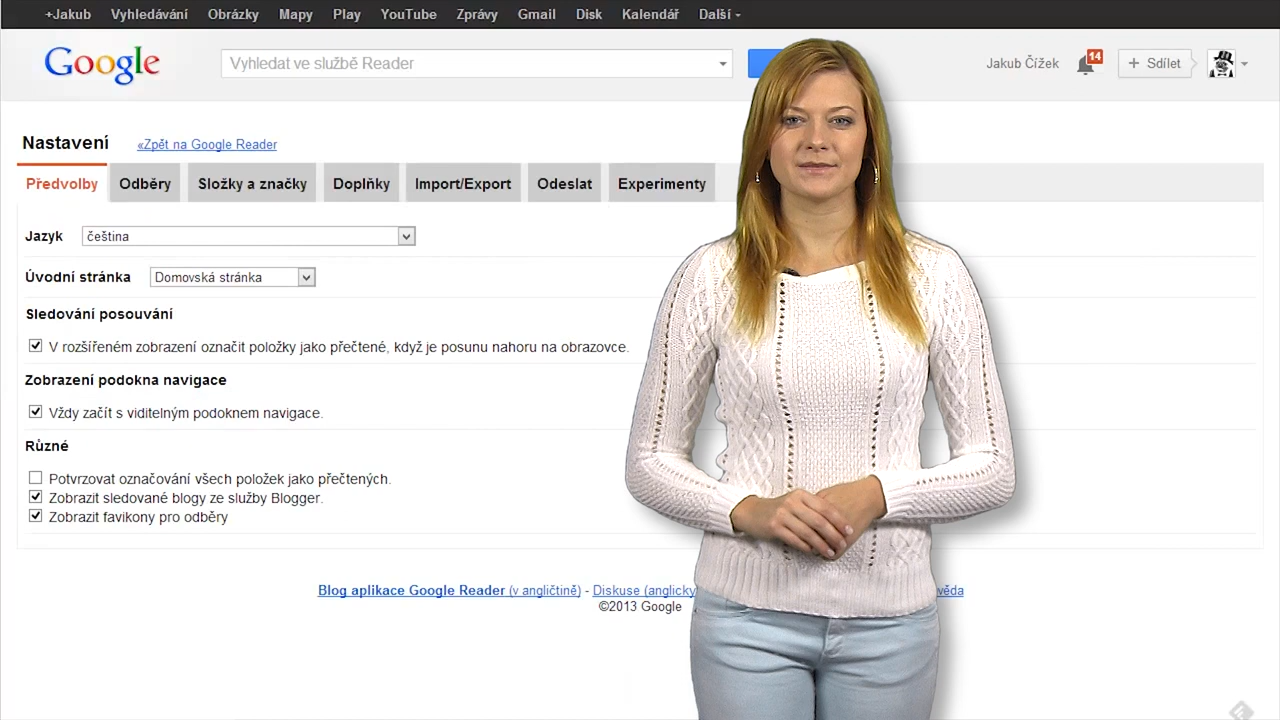 +Jakub Vyhledávání Obrázky Mapy Play YouTube Zprávy Gmail Disk Kalendář Další
Google Vyhledat ve službě Reader Jakub Čížek 14 + Sdílet
Nastavení «Zpět na Google Reader
Předvolby Odběry Složky a značky Doplňky Import/Export Odeslat Experimenty
Jazyk čeština
Úvodní stránka Domovská stránka
Sledování posouvání
V rozšířeném zobrazení označit položky jako přečtené, když je posunu nahoru na obrazovce.
Zobrazení podokna navigace
Vždy začít s viditelným podoknem navigace.
Různé
Potvrzovat označování všech položek jako přečtených.
Zobrazit sledované blogy ze služby Blogger.
Zobrazit favikony pro odběry
Blog aplikace Google Reader (v angličtině) - Diskuse (anglicky
©2013 Google